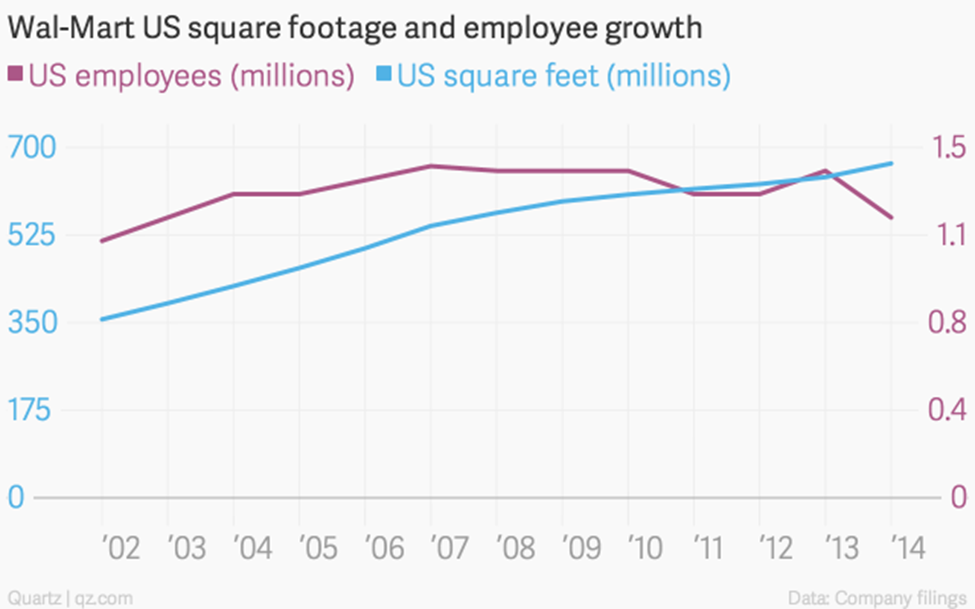 Wal-Mart US square footage and employee growth
US employees (millions) US square feet (millions)
700 1.5
525 1.1
350 0.8
175 0.4
0 0
'02 '03 '04 '05 '06 '07 '08 '09 '10 '11 '12 '13 '14
Quartz | qz.com Data: Company filings